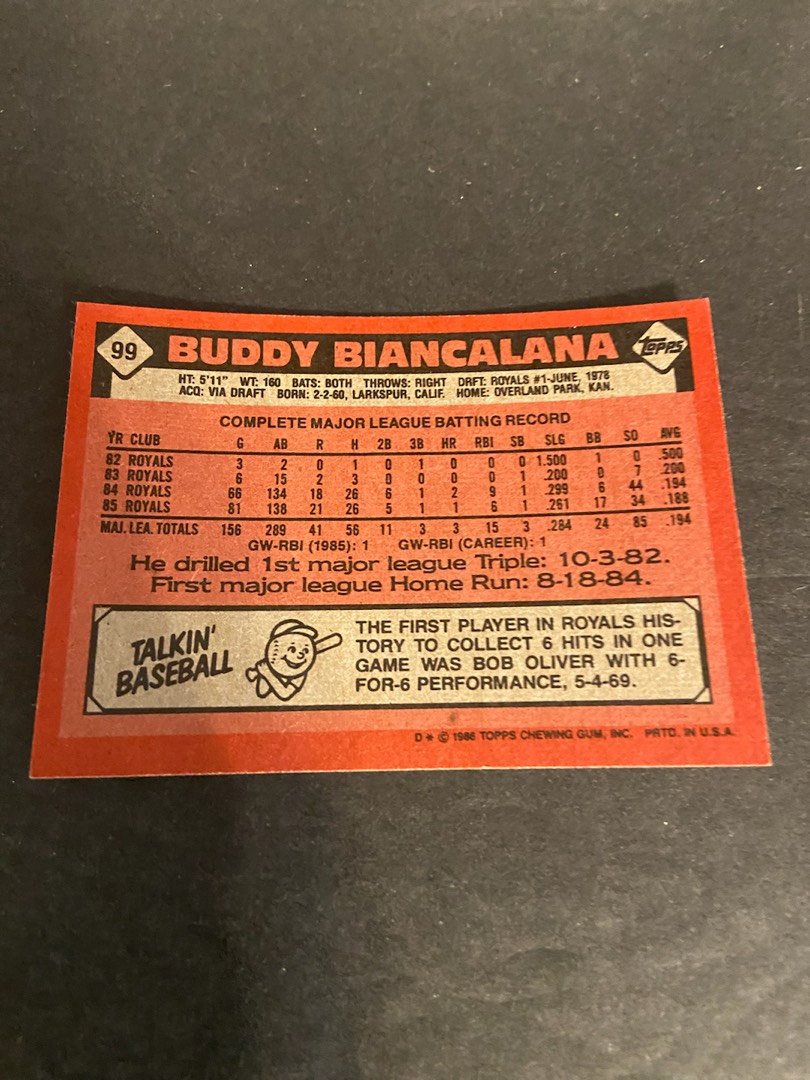 99 BUDDY BIANCALANA Topps
HT: 5'11" WT: 160 BATS: BOTH THROWS: RIGHT DRFT: ROYALS #1-JUNE, 1978
ACQ: VIA DRAFT BORN: 2-2-60, LARKSPUR, CALIF. HOME: OVERLAND PARK, KAN.
COMPLETE MAJOR LEAGUE BATTING RECORD
YR CLUB G AB R H 2B 3B HR RBI SB SLG BB SO AVG
82 ROYALS 3 2 0 1 0 1 0 0 0 1.500 1 0 .500
83 ROYALS 6 15 2 3 0 0 0 0 1 .200 0 7 .200
84 ROYALS 66 134 18 26 6 1 2 9 1 .299 6 44 .194
85 ROYALS 81 138 21 26 5 1 1 6 1 .261 17 34 .188
MAJ. LEA. TOTALS 156 289 41 56 11 3 3 15 3 .284 24 85 .194
GW-RBI (1985): 1 GW-RBI (CAREER): 1
He drilled 1st major league Triple: 10-3-82.
First major league Home Run: 8-18-84.
TALKIN'
BASEBALL
THE FIRST PLAYER IN ROYALS HIS-
TORY TO COLLECT 6 HITS IN ONE
GAME WAS BOB OLIVER WITH 6-
FOR-6 PERFORMANCE, 5-4-69.
D* © 1986 TOPPS CHEWING GUM, INC. PRTD. IN U.S.A.